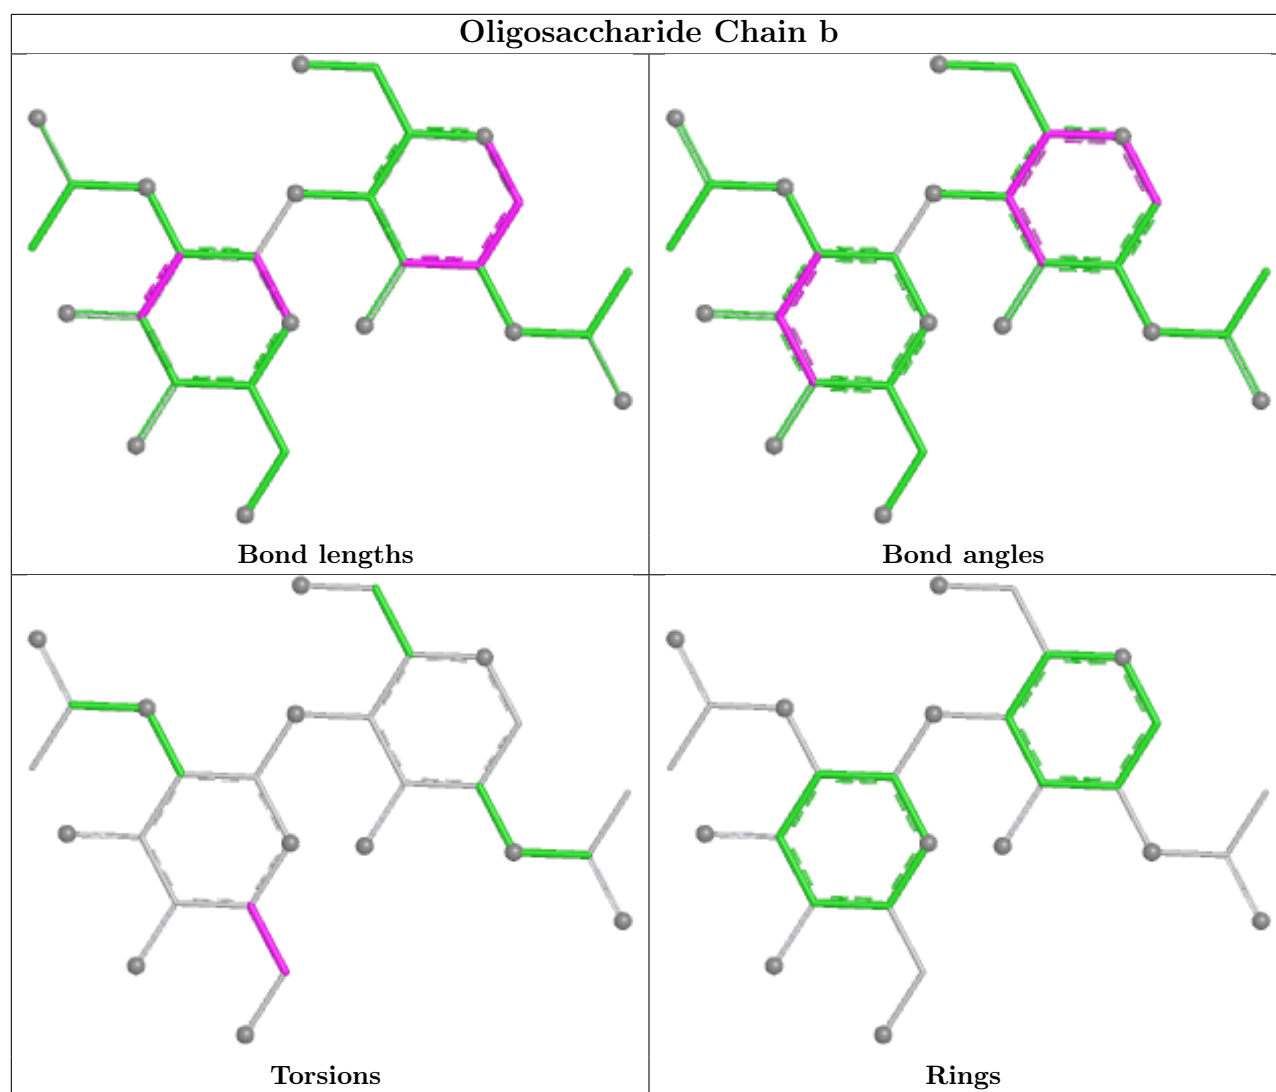 Oligosaccharide Chain b
Bond lengths
Bond angles
Torsions
Rings